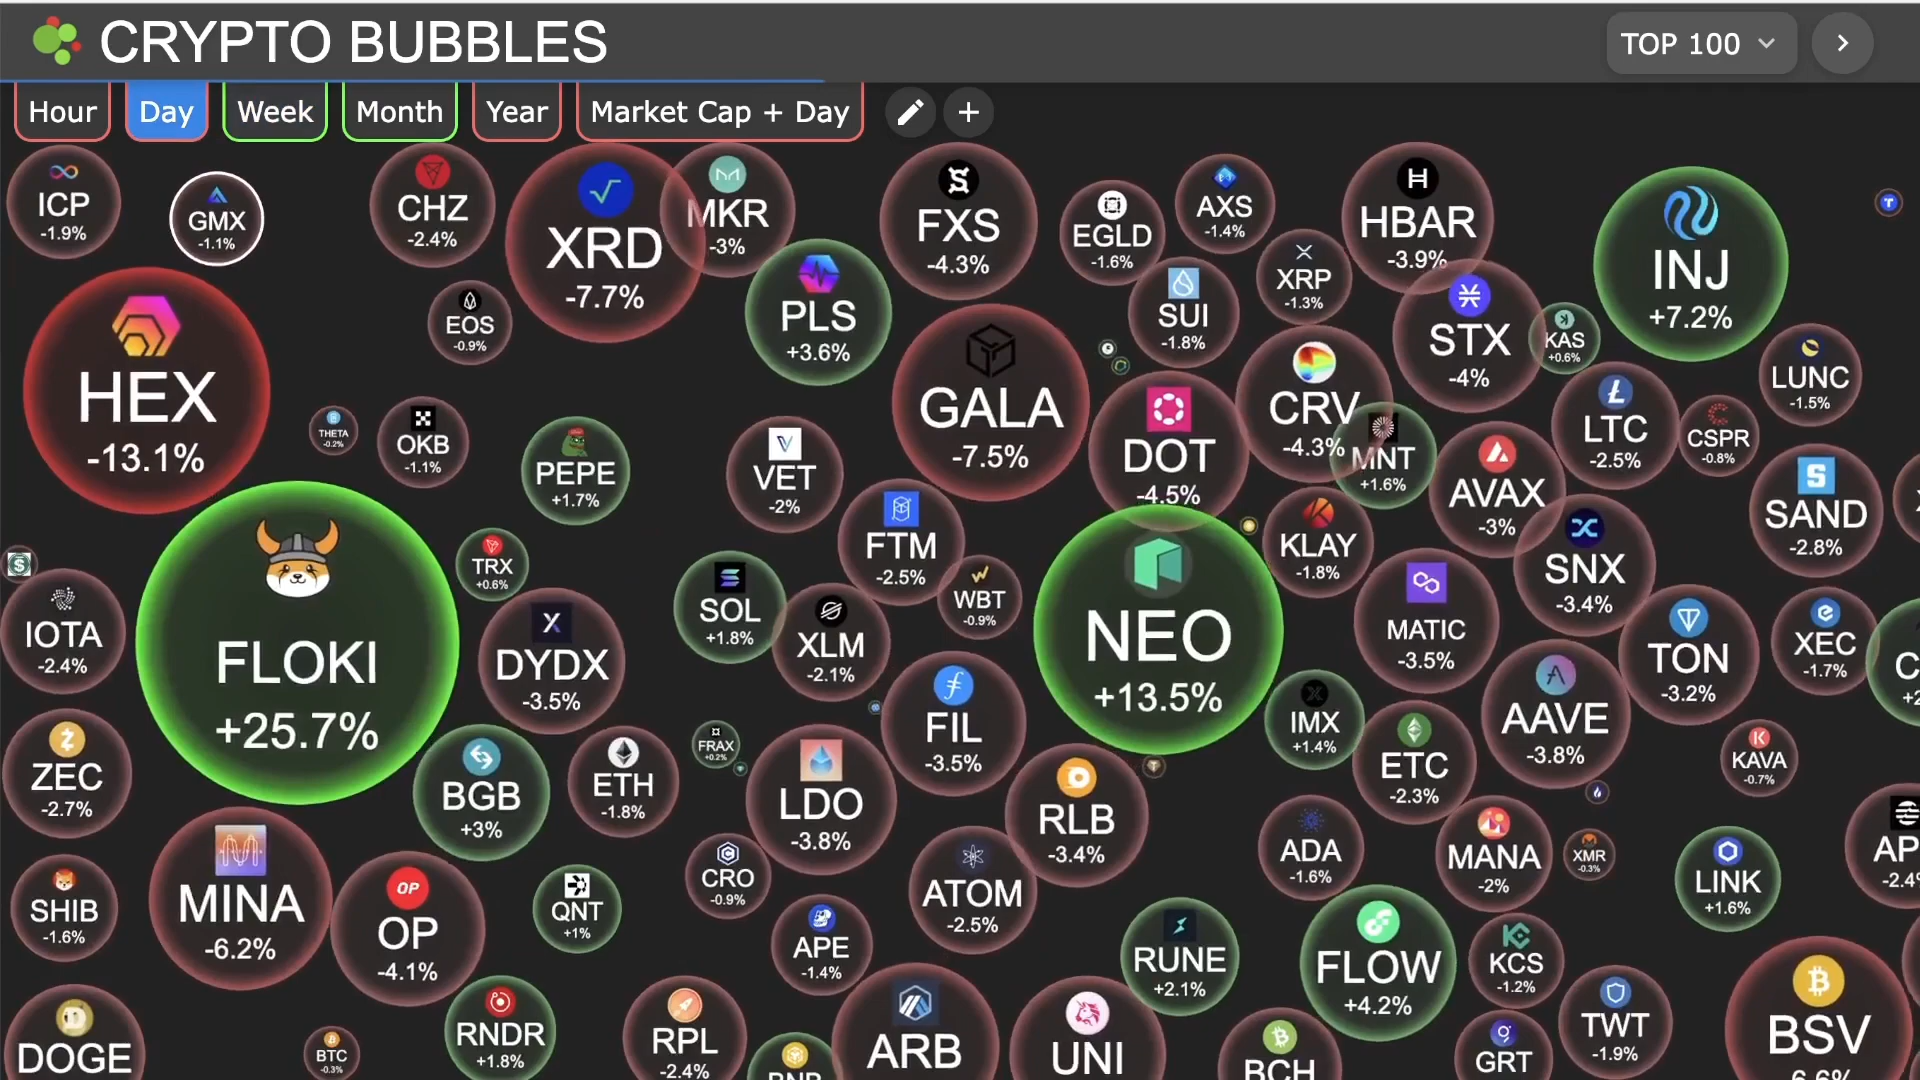 CRYPTO BUBBLES
TOP 100
Hour
Day
Week
Month
Year
Market Cap + Day
ICP
-1.9%
GMX
-1.1%
CHZ
-2.4%
XRD
-7.7%
MKR
-3%
FXS
-4.3%
EGLD
-1.6%
AXS
-1.4%
HBAR
-3.9%
INJ
+7.2%
HEX
-13.1%
EOS
-0.9%
PLS
+3.6%
SUI
-1.8%
XRP
-1.3%
STX
-4%
KAS
+0.6%
LUNC
-1.5%
THETA
-0.2%
OKB
-1.1%
PEPE
+1.7%
VET
-2%
GALA
-7.5%
DOT
-4.5%
CRV
-4.3%
MNT
+1.6%
AVAX
-3%
LTC
-2.5%
CSPR
-0.8%
SAND
-2.8%
FLOKI
+25.7%
TRX
+0.6%
FTM
-2.5%
WBT
-0.9%
NEO
+13.5%
KLAY
-1.8%
SNX
-3.4%
IOTA
-2.4%
DYDX
-3.5%
SOL
+1.8%
XLM
-2.1%
MATIC
-3.5%
TON
-3.2%
XEC
-1.7%
ZEC
-2.7%
BGB
+3%
ETH
-1.8%
FRAX
+0.2%
LDO
-3.8%
FIL
-3.5%
RLB
-3.4%
IMX
+1.4%
ETC
-2.3%
AAVE
-3.8%
KAVA
-0.7%
SHIB
-1.6%
MINA
-6.2%
OP
OP
-4.1%
QNT
+1%
CRO
-0.9%
APE
-1.4%
ATOM
-2.5%
ADA
-1.6%
MANA
-2%
XMR
-0.3%
LINK
+1.6%
AP
-2.4%
DOGE
BTC
-0.3%
RNDR
+1.8%
RPL
-2.4%
BNB
ARB
UNI
RUNE
+2.1%
FLOW
+4.2%
BCH
KCS
-1.2%
GRT
TWT
-1.9%
BSV
-6.6%